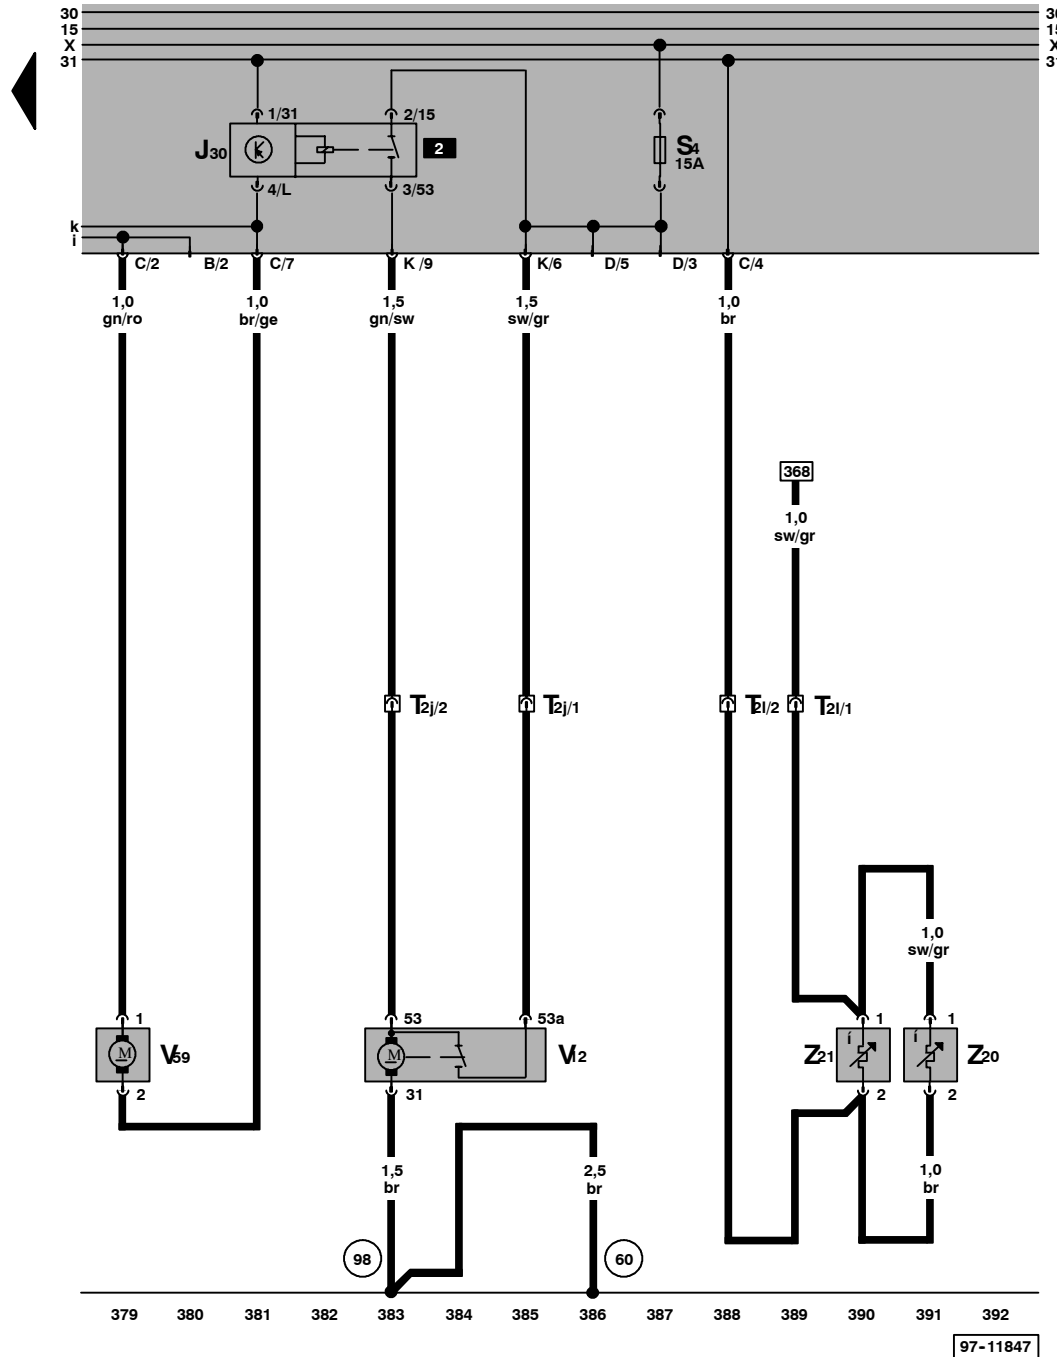 30 30
15 15
X X
31 31
1/31 2/15
J30 2 S4
15A
4/L 3/53
k
i
C/2 B/2 C/7 K /9 K/6 D/5 D/3 C/4
1,0 1,0 1,5 1,5 1,0
gn/ro br/ge gn/sw sw/gr br
368
1,0
sw/gr
T2j/2 T2j/1 T2l/2 T2l/1
1,0
sw/gr
1 53 53a 1 1
M V59 M V12 Z21 í í Z20
2 31 2 2
1,5 2,5 1,0
br br br
98 60
379 380 381 382 383 384 385 386 387 388 389 390 391 392
97-11847